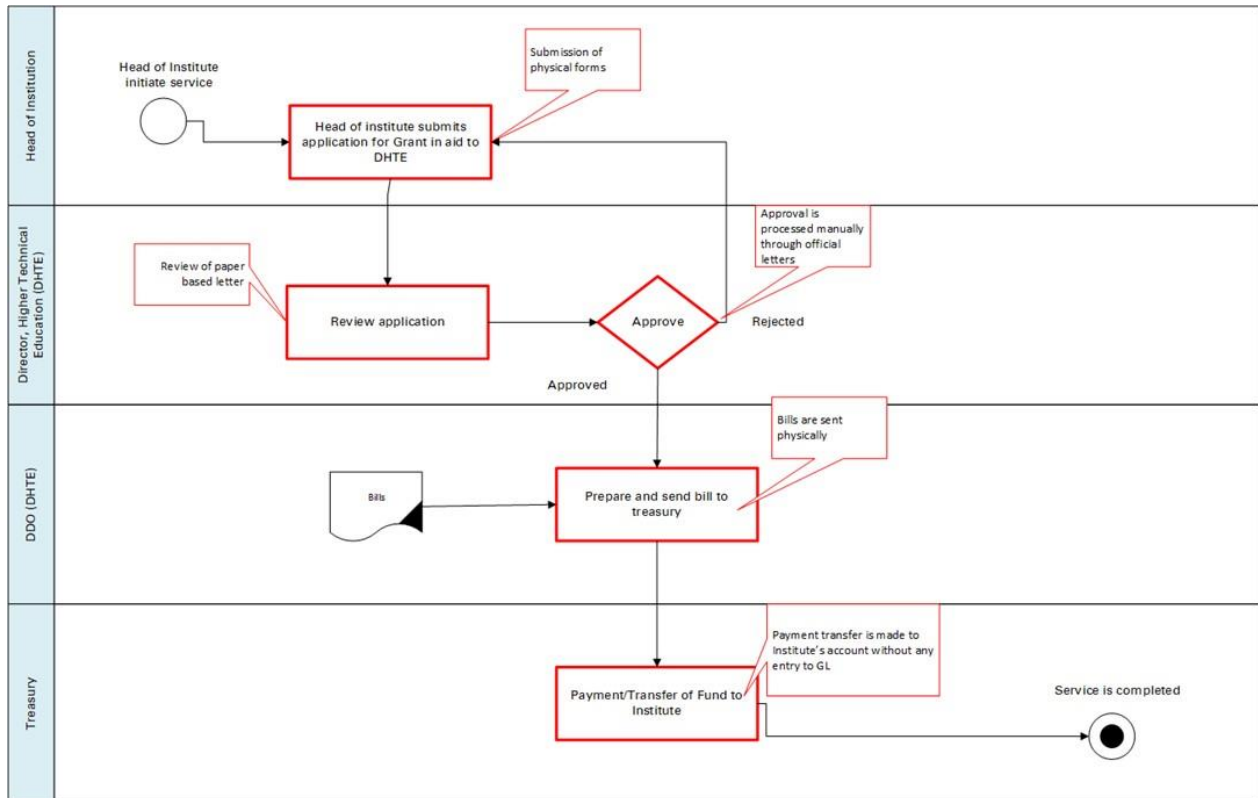 Head of Institution
Head of Institute
initiate service
Submission of
physical forms
Head of institute submits
application for Grant in aid to
DHTE
Director, Higher Technical
Education (DHTE)
Review of paper
based letter
Review application
Approve
Approval is
processed manually
through official
letters
Rejected
Approved
DDO (DHTE)
Bills
Prepare and send bill to
treasury
Bills are sent
physically
Treasury
Payment/Transfer of Fund to
Institute
Payment transfer is made to
Institute's account without any
entry to GL
Service is completed